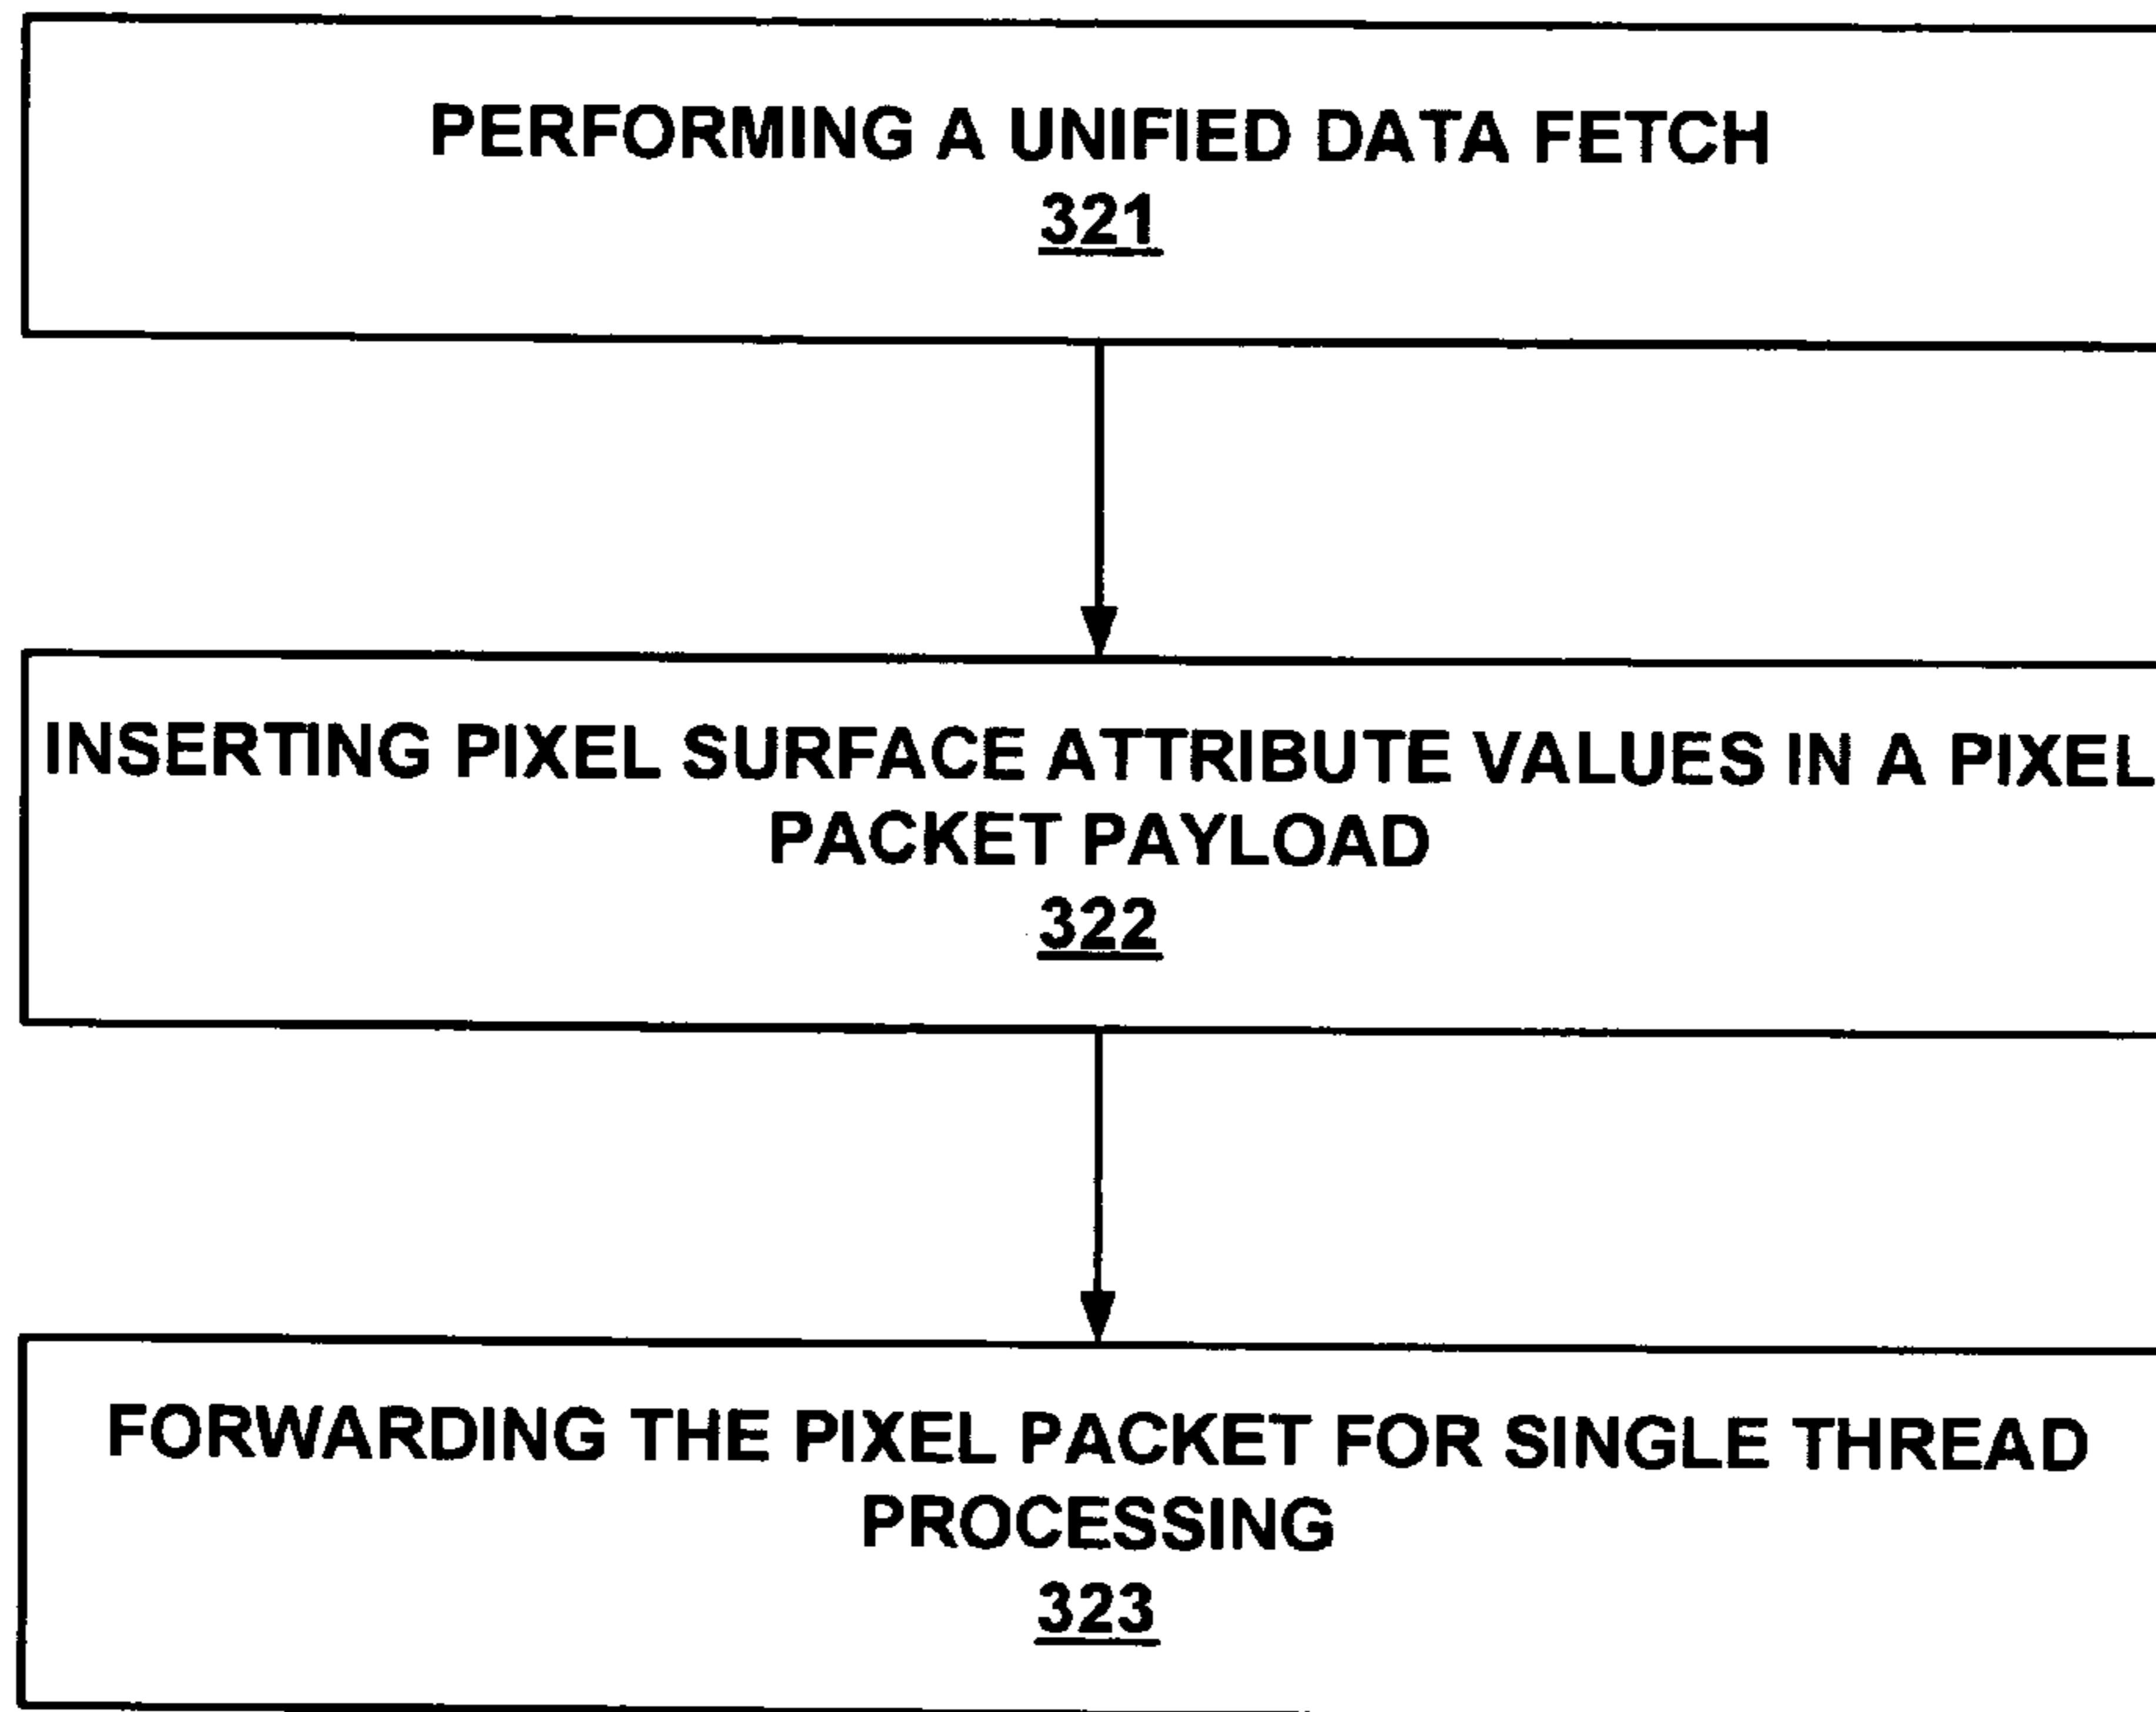 PERFORMING A UNIFIED DATA FETCH
321
INSERTING PIXEL SURFACE ATTRIBUTE VALUES IN A PIXEL
PACKET PAYLOAD
322
FORWARDING THE PIXEL PACKET FOR SINGLE THREAD
PROCESSING
323